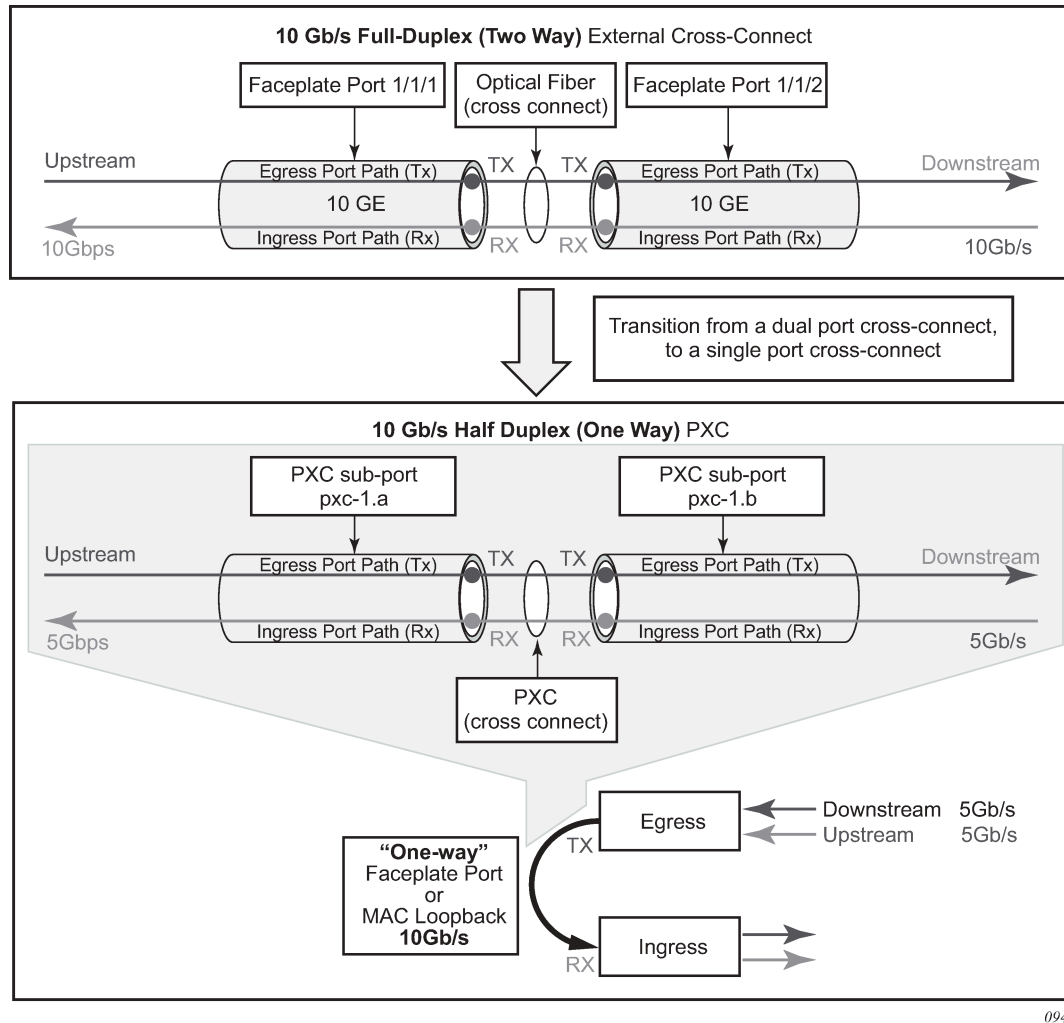 10 Gb/s Full-Duplex (Two Way) External Cross-Connect
Faceplate Port 1/1/1
Optical Fiber
(cross connect)
Faceplate Port 1/1/2
Upstream
Egress Port Path (Tx)
TX
TX
Egress Port Path (Tx)
Downstream
10 GE
10 GE
10Gbps
Ingress Port Path (Rx)
RX
RX
Ingress Port Path (Rx)
10Gb/s
Transition from a dual port cross-connect,
to a single port cross-connect
10 Gb/s Half Duplex (One Way) PXC
PXC sub-port
pxc-1.a
PXC sub-port
pxc-1.b
Upstream
Egress Port Path (Tx)
TX
TX
Egress Port Path (Tx)
Downstream
5Gbps
Ingress Port Path (Rx)
RX
RX
Ingress Port Path (Rx)
5Gb/s
PXC
(cross connect)
Egress
Downstream 5Gb/s
Upstream 5Gb/s
TX
“One-way”
Faceplate Port
or
MAC Loopback
10Gb/s
Ingress
RX
094